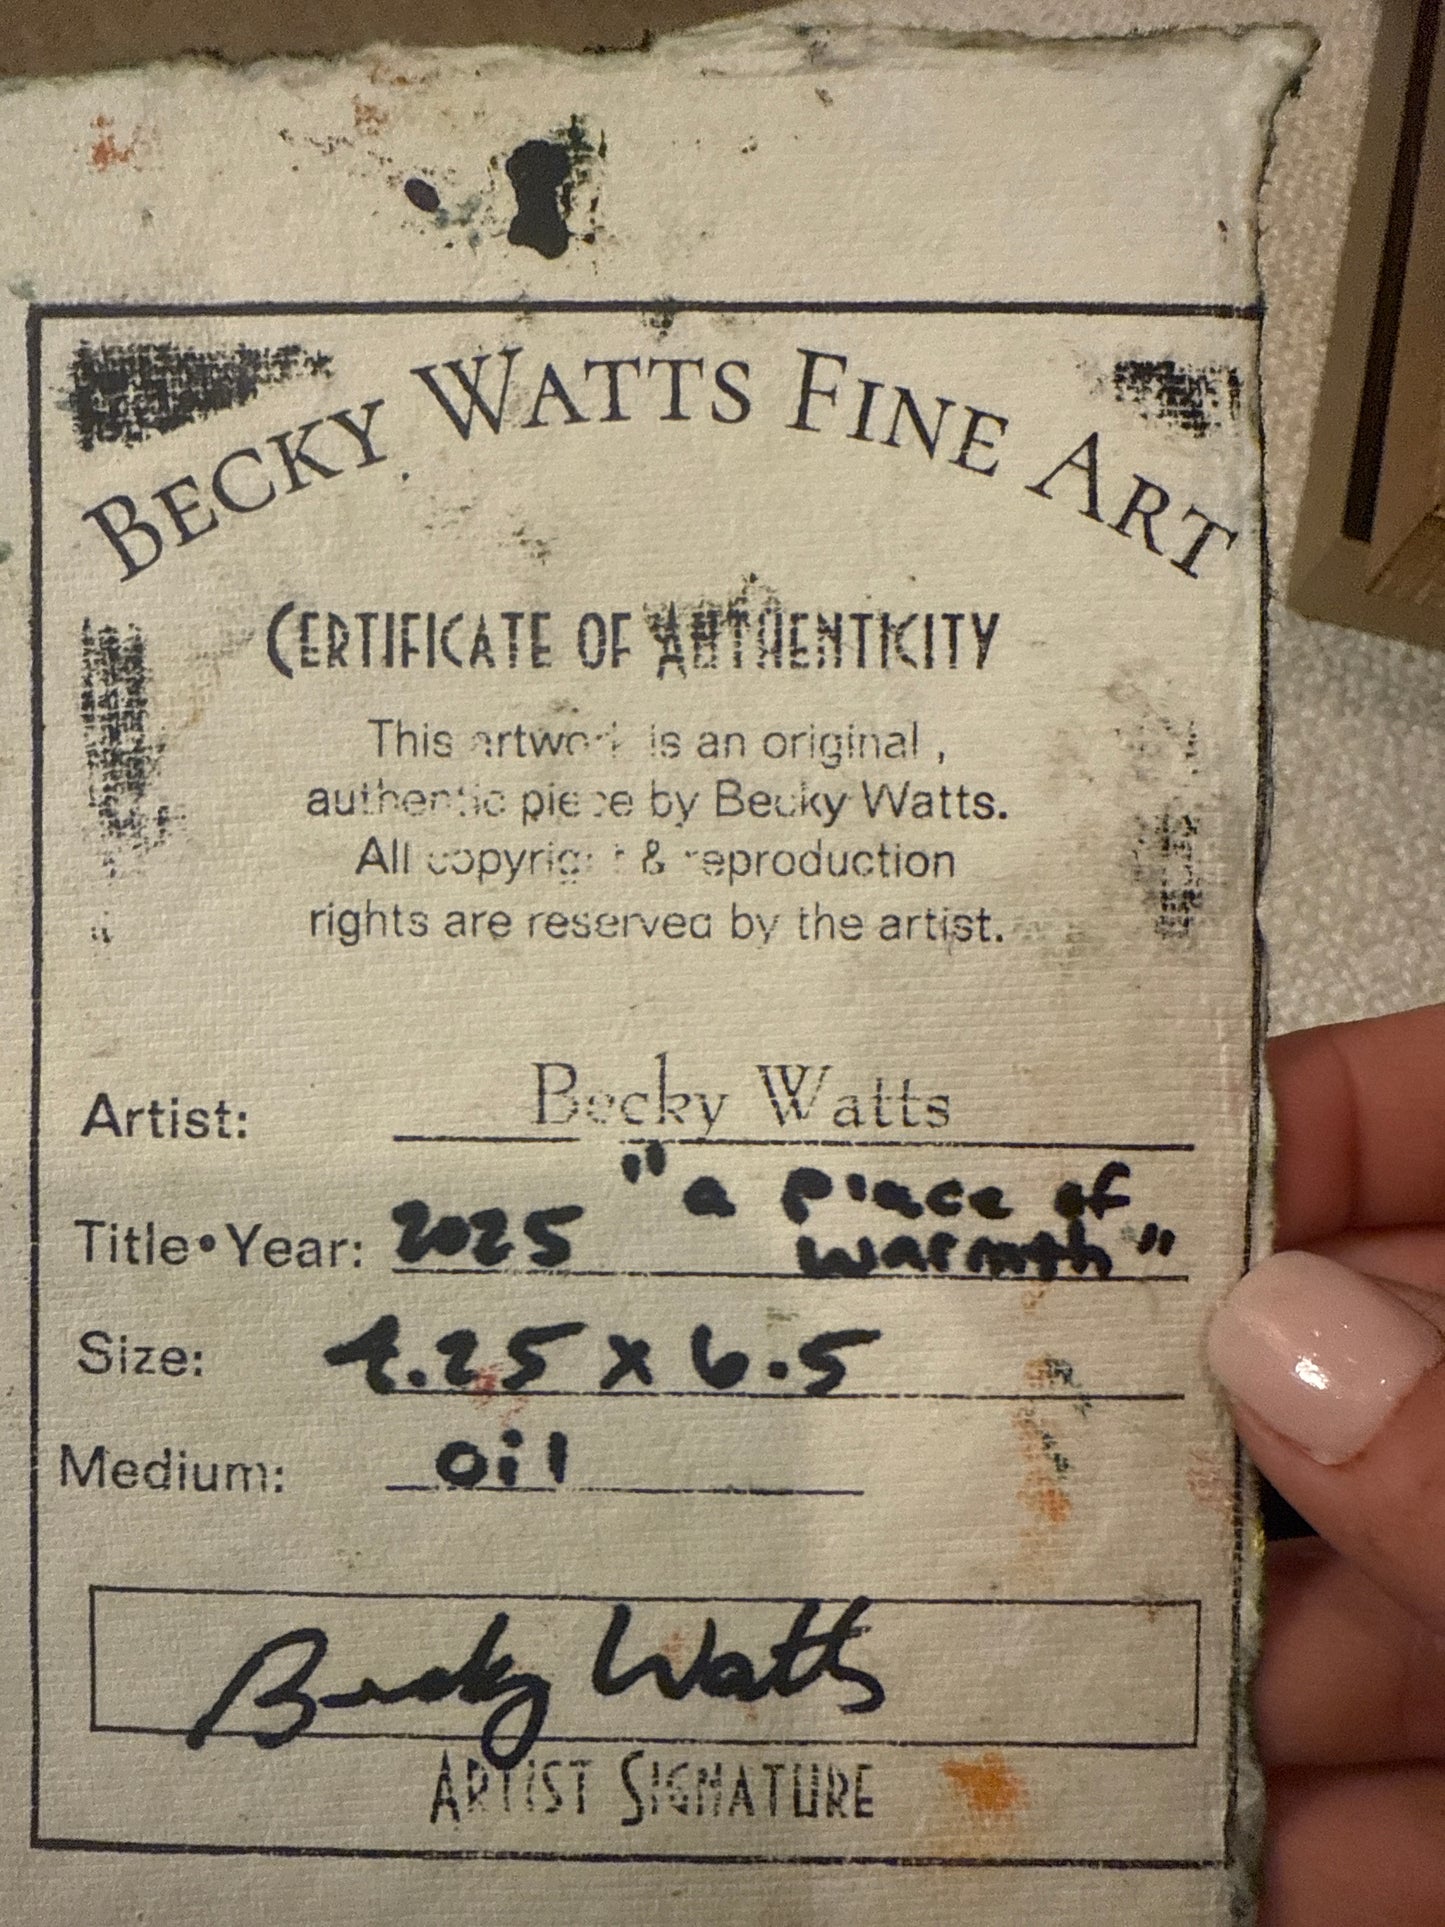 BECKY WATTS FINE ART
CERTIFICATE OF AUTHENTICITY
This artwork is an original ,
authentic piece by Becky Watts.
All copyright & reproduction
rights are reserved by the artist.
Artist: Becky Watts
Title•Year: 2025 "a piece of
warmth"
Size: 4.25 x 6.5
Medium: oil
Becky Watts
ARTIST SIGNATURE